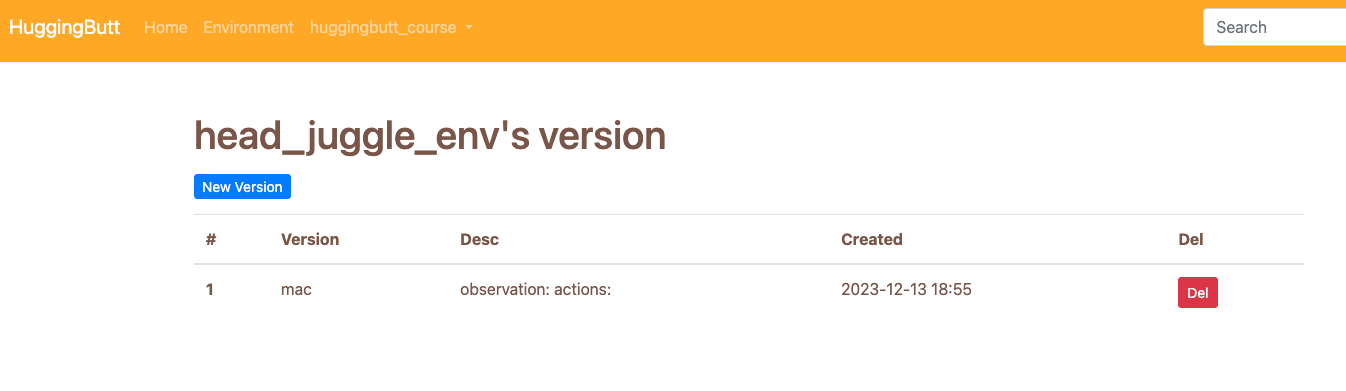 HuggingButt Home Environment huggingbutt_course Search
head_juggle_env's version
New Version
# Version Desc Created Del
1 mac observation: actions: 2023-12-13 18:55 Del